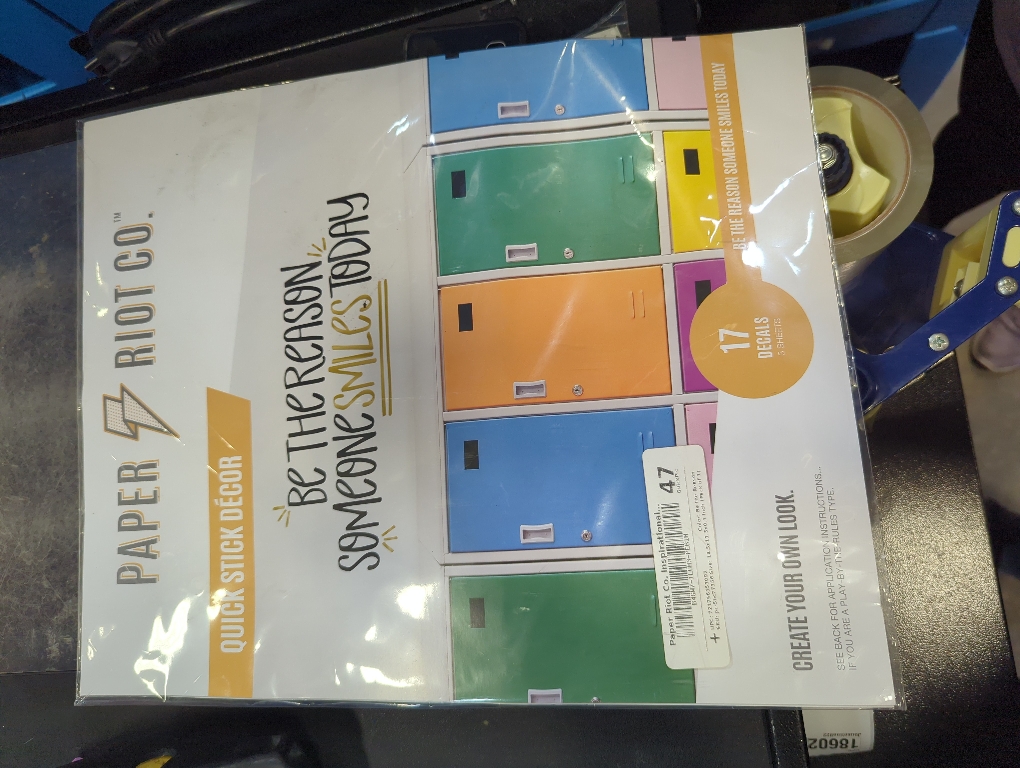 PAPER RIOT CO.™
QUICK STICK DÉCOR
BE THE REASON
SOMEONE SMILES TODAY
BE THE REASON SOMEONE SMILES TODAY
17
DECALS
3 SHEETS
Paper Riot Co. Inspirational,
47
CREATE YOUR OWN LOOK.
SEE BACK FOR APPLICATION INSTRUCTIONS...
IF YOU ARE A PLAY-BY-THE-RULES TYPE.
18602